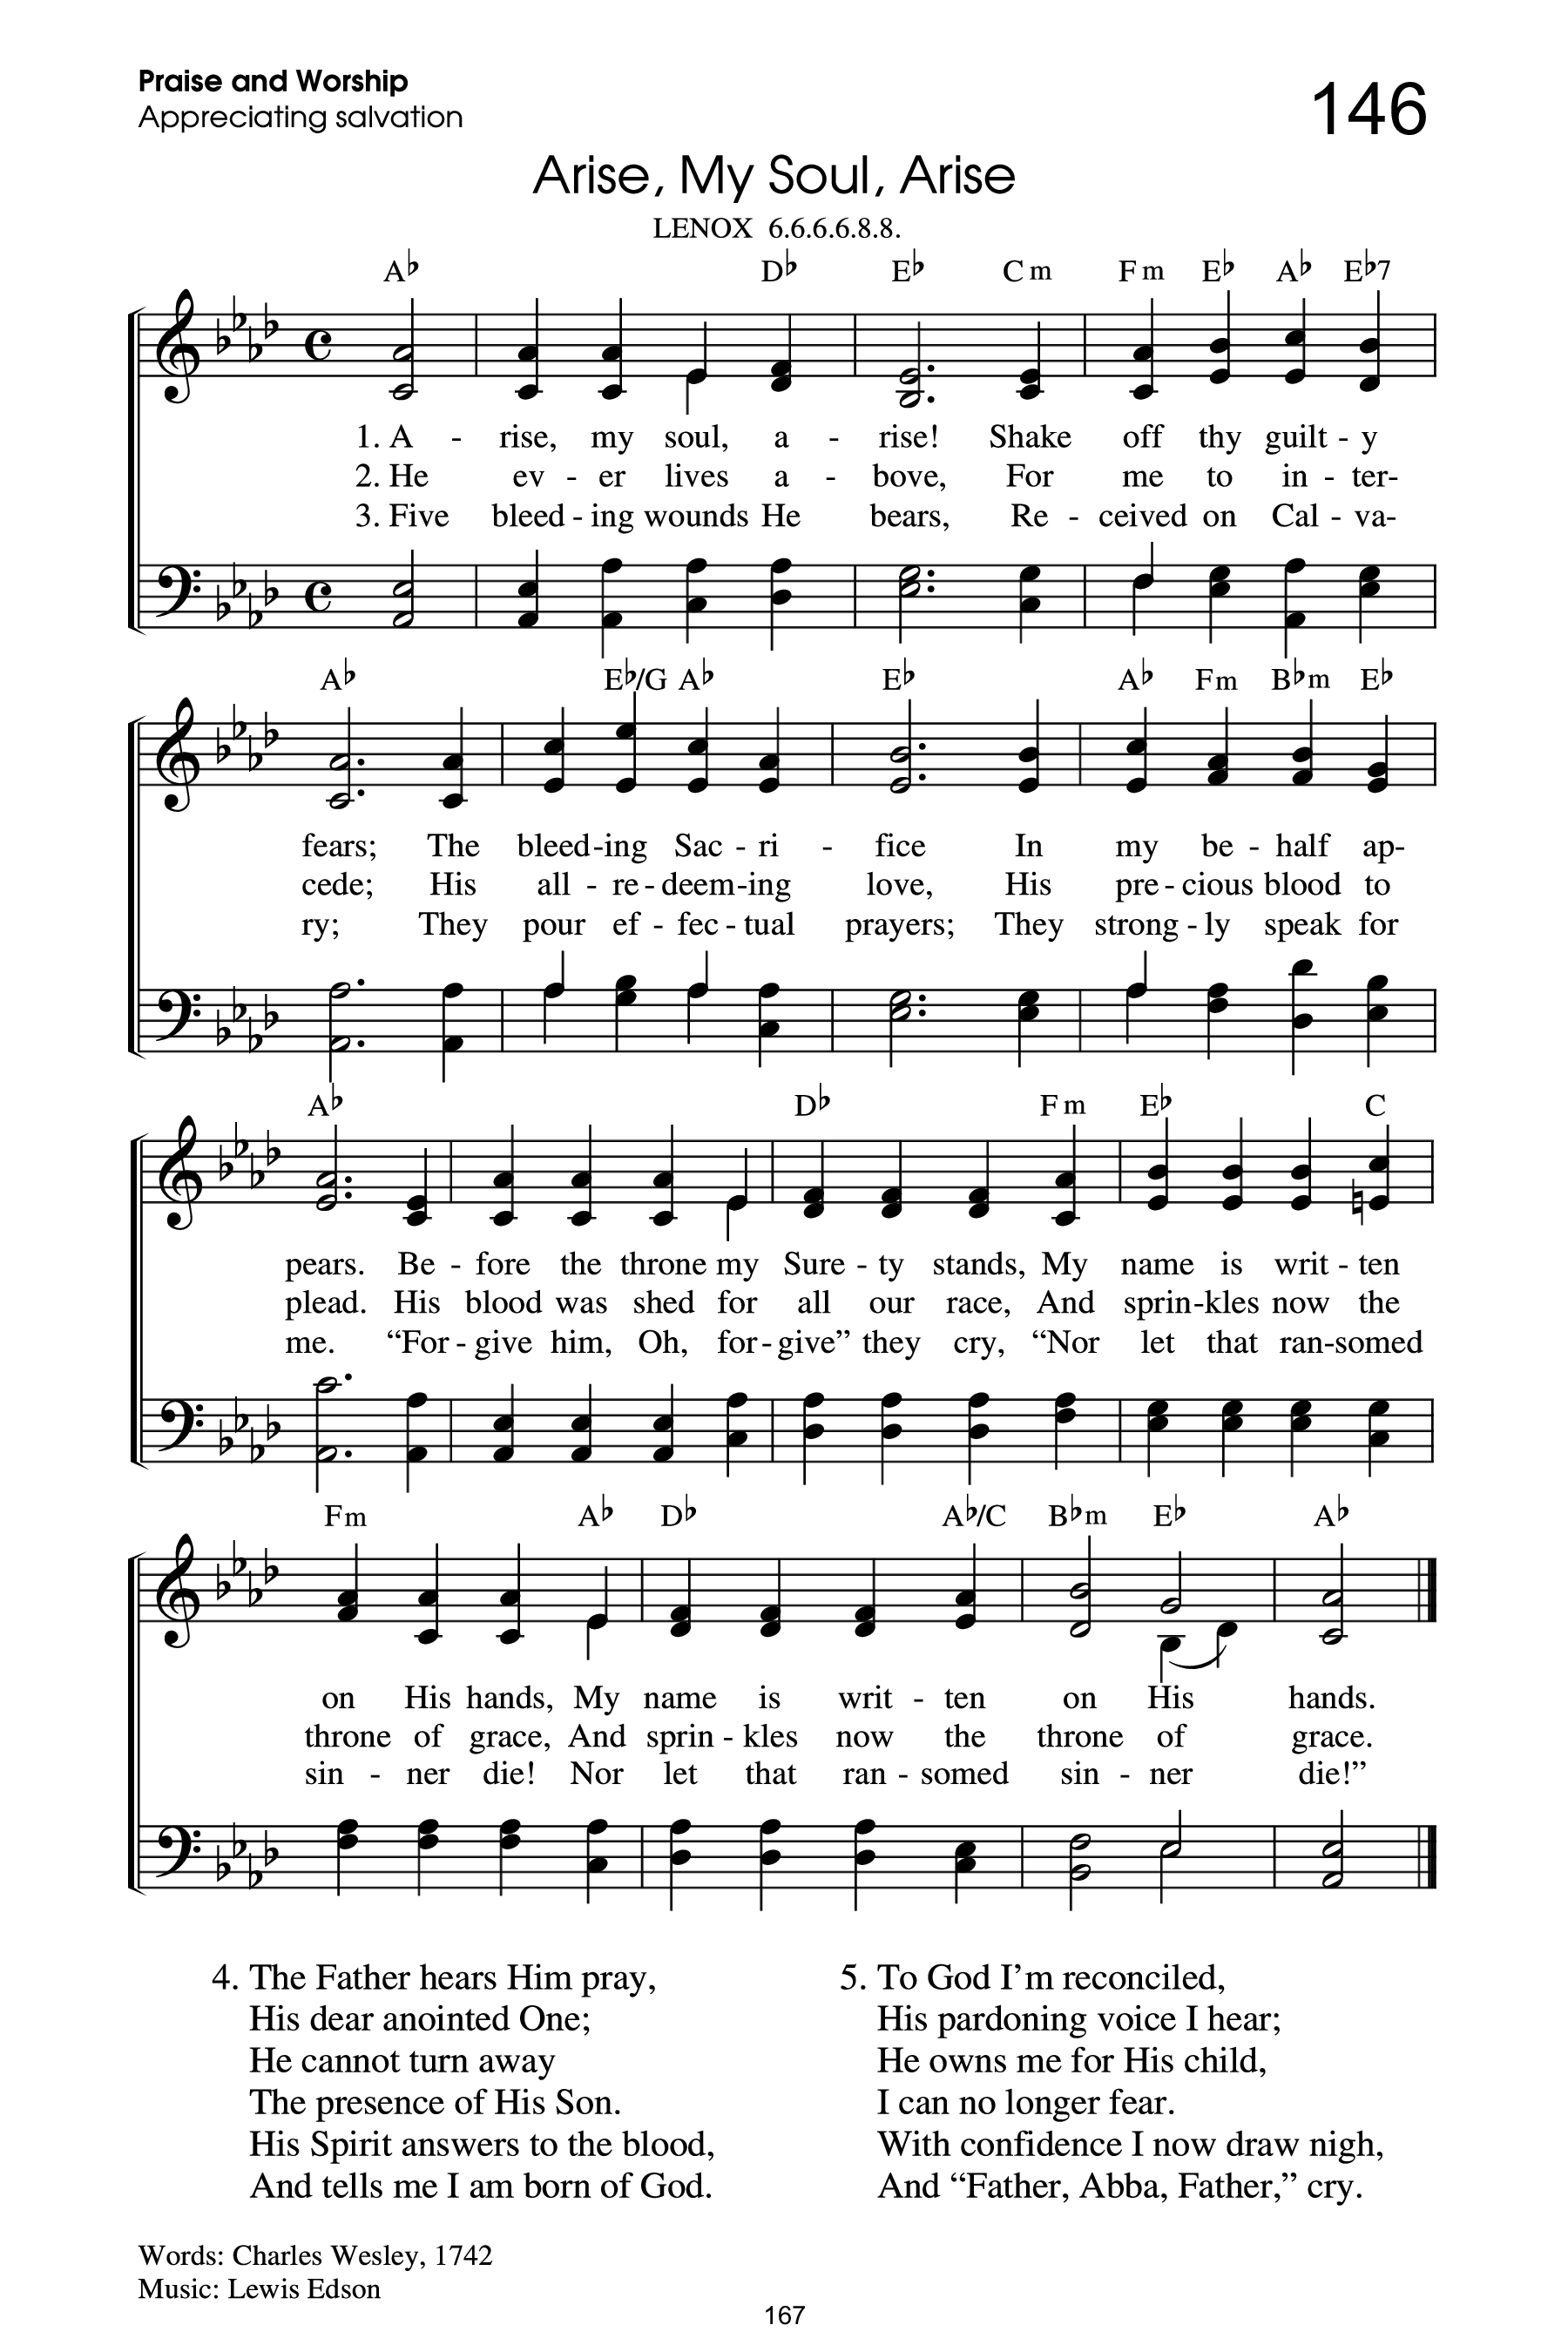 Praise and Worship
Appreciating salvation
146
Arise, My Soul, Arise
LENOX 6.6.6.6.8.8.
A♭ D♭ E♭ C m F m E♭ A♭ E♭7
1. A - rise, my soul, a - rise! Shake off thy guilt - y
2. He ev - er lives a - bove, For me to in - ter-
3. Five bleed - ing wounds He bears, Re - ceived on Cal - va-
A♭ E♭/G A♭ E♭ A♭ Fm B♭m E♭
fears; The bleed-ing Sac - ri - fice In my be - half ap-
cede; His all - re - deem-ing love, His pre - cious blood to
ry; They pour ef - fec - tual prayers; They strong - ly speak for
A♭ D♭ F m E♭ C
pears. Be - fore the throne my Sure - ty stands, My name is writ - ten
plead. His blood was shed for all our race, And sprin-kles now the
me. “For - give him, Oh, for - give” they cry, “Nor let that ran-somed
Fm A♭ D♭ A♭/C B♭m E♭ A♭
on His hands, My name is writ - ten on His hands.
throne of grace, And sprin - kles now the throne of grace.
sin - ner die! Nor let that ran - somed sin - ner die!”
4. The Father hears Him pray,
His dear anointed One;
He cannot turn away
The presence of His Son.
His Spirit answers to the blood,
And tells me I am born of God.
5. To God I’m reconciled,
His pardoning voice I hear;
He owns me for His child,
I can no longer fear.
With confidence I now draw nigh,
And “Father, Abba, Father,” cry.
Words: Charles Wesley, 1742
Music: Lewis Edson
167